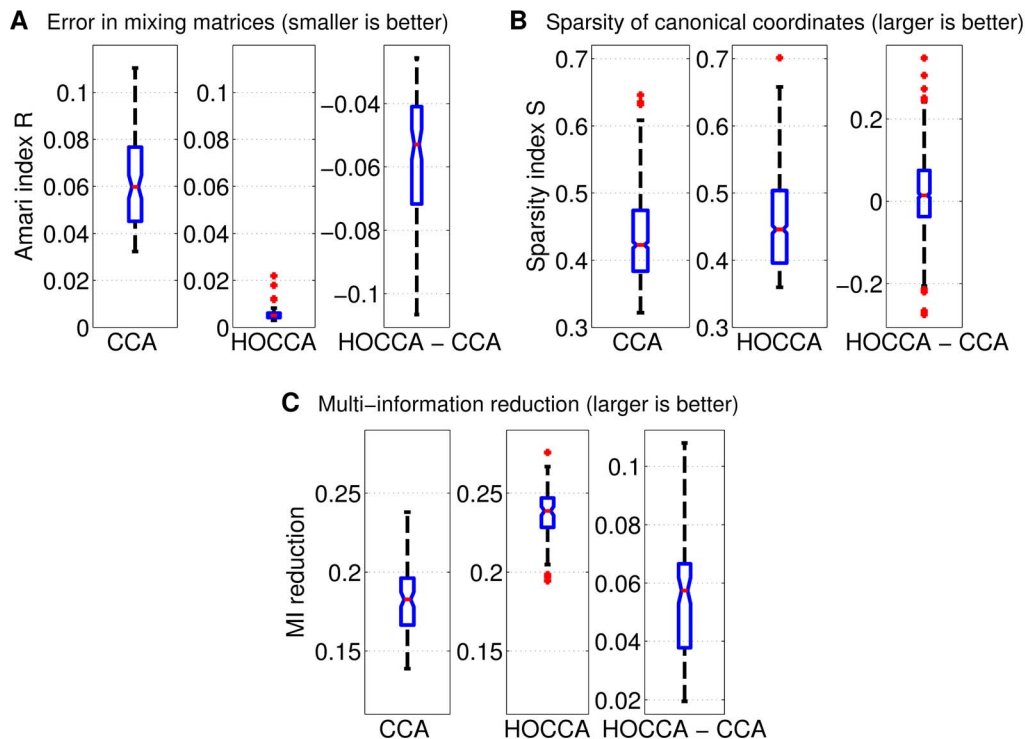 A Error in mixing matrices (smaller is better)
Amari index R
0.1
0.08
0.06
0.04
0.02
0
CCA
0.1
0.08
0.06
0.04
0.02
0
HOCCA
−0.04
−0.06
−0.08
−0.1
HOCCA − CCA
B Sparsity of canonical coordinates (larger is better)
Sparsity index S
0.7
0.6
0.5
0.4
0.3
CCA
0.7
0.6
0.5
0.4
0.3
HOCCA
0.2
0
−0.2
HOCCA − CCA
C Multi−information reduction (larger is better)
MI reduction
0.25
0.2
0.15
CCA
0.25
0.2
0.15
HOCCA
0.1
0.08
0.06
0.04
0.02
HOCCA − CCA